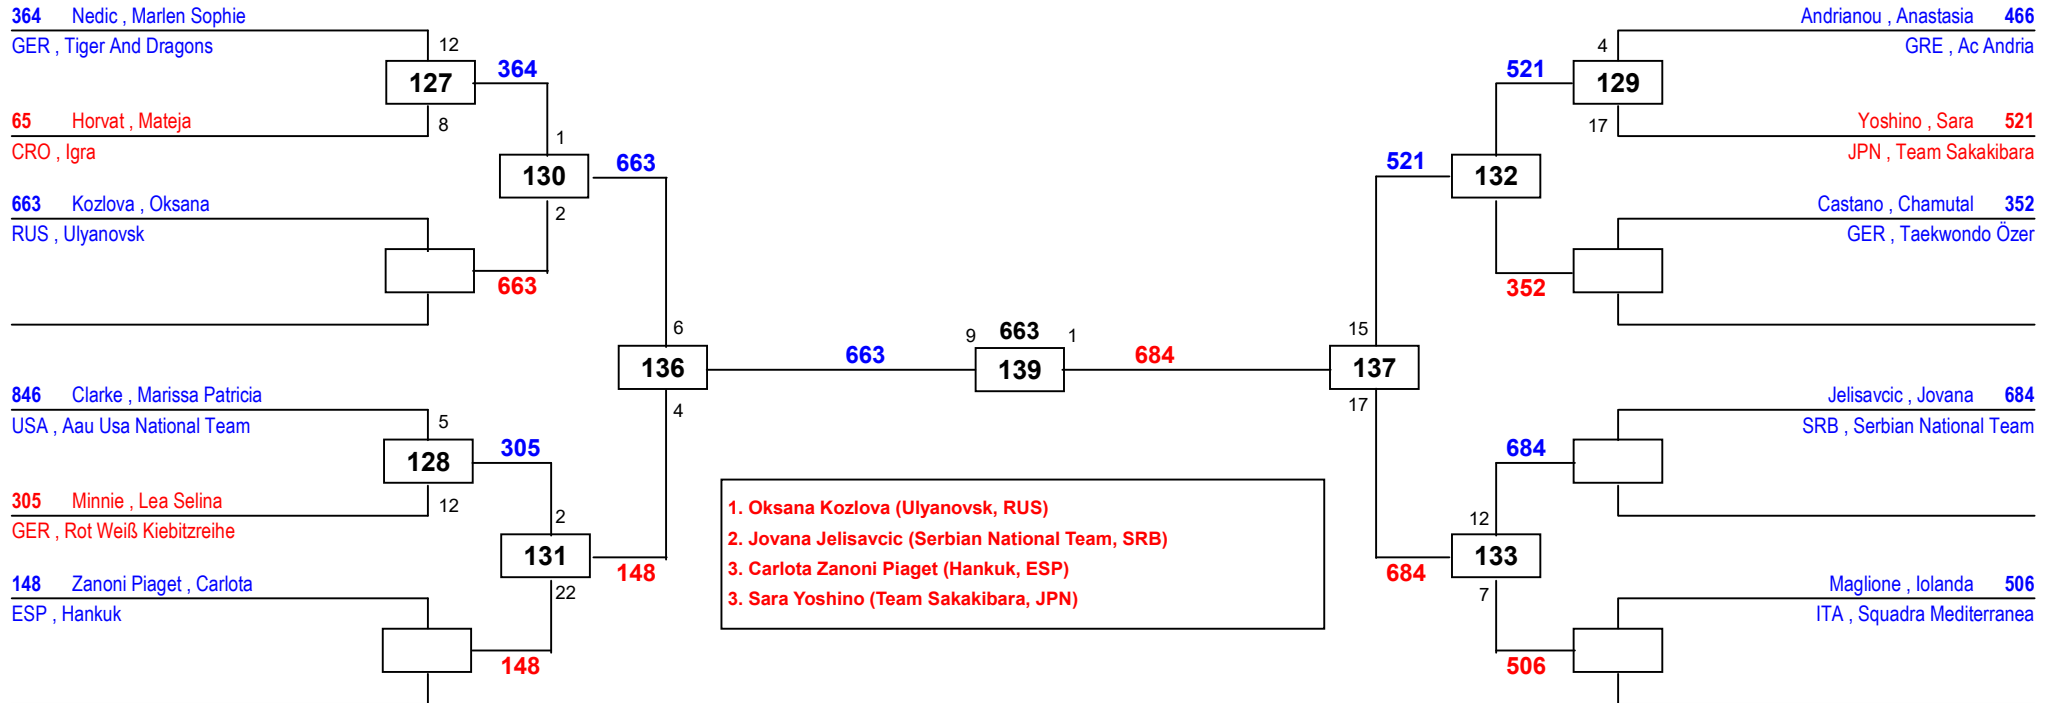 364 Nedic , Marlen Sophie
GER , Tiger And Dragons
12
127
364
65 Horvat , Mateja
8
CRO , Igra
1
130
663
663 Kozlova , Oksana
2
RUS , Ulyanovsk
663
6
136
663
4
846 Clarke , Marissa Patricia
USA , Aau Usa National Team
5
128
305
305 Minnie , Lea Selina
12
GER , Rot Weiß Kiebitzreihe
2
131
148
22
148 Zanoni Piaget , Carlota
ESP , Hankuk
148
9 663 1
139
684
1. Oksana Kozlova (Ulyanovsk, RUS)
2. Jovana Jelisavcic (Serbian National Team, SRB)
3. Carlota Zanoni Piaget (Hankuk, ESP)
3. Sara Yoshino (Team Sakakibara, JPN)
Andrianou , Anastasia 466
GRE , Ac Andria
4
521
129
17
Yoshino , Sara 521
JPN , Team Sakakibara
521
132
Castano , Chamutal 352
GER , Taekwondo Özer
352
15
137
17
Jelisavcic , Jovana 684
SRB , Serbian National Team
684
12
133
684
7
Maglione , Iolanda 506
ITA , Squadra Mediterranea
506